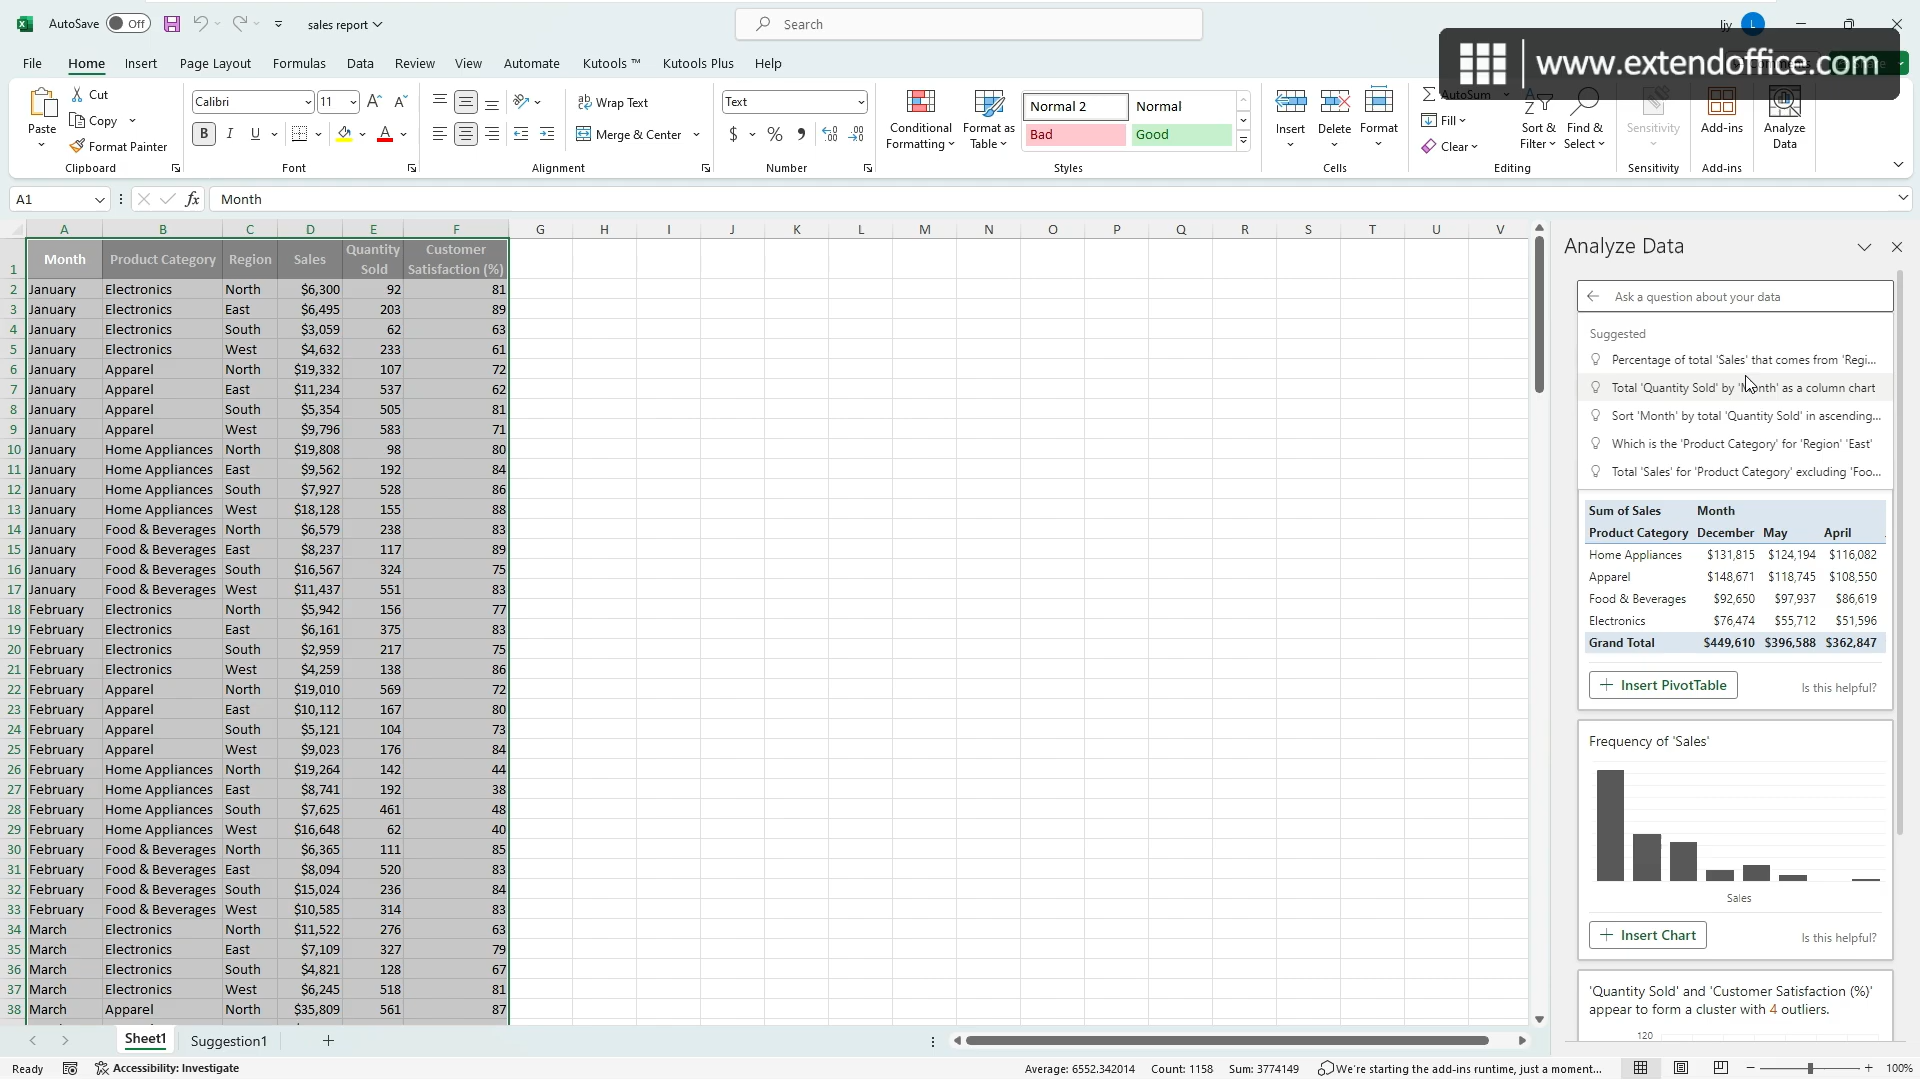 AutoSave Off sales report Search ljy L
www.extendoffice.com
File Home Insert Page Layout Formulas Data Review View Automate Kutools ™ Kutools Plus Help
Paste
Cut
Copy
Format Painter
Clipboard
Calibri 11
B I U
Font
ab Wrap Text
Merge & Center
Alignment
Text
$ % ,
Number
Conditional Formatting
Format as Table
Normal 2 Normal
Bad Good
Styles
Insert Delete Format
Cells
AutoSum
Fill
Clear
Sort & Filter
Find & Select
Editing
Sensitivity
Sensitivity
Add-ins
Add-ins
Analyze Data
A1 fx Month
A B C D E F G H I J K L M N O P Q R S T U V
1 Month Product Category Region Sales Quantity Sold Customer Satisfaction (%)
2 January Electronics North $6,300 92 81
3 January Electronics East $6,495 203 89
4 January Electronics South $3,059 62 63
5 January Electronics West $4,632 233 61
6 January Apparel North $19,332 107 72
7 January Apparel East $11,234 537 62
8 January Apparel South $5,354 505 81
9 January Apparel West $9,796 583 71
10 January Home Appliances North $19,808 98 80
11 January Home Appliances East $9,562 192 84
12 January Home Appliances South $7,927 528 86
13 January Home Appliances West $18,128 155 88
14 January Food & Beverages North $6,579 238 83
15 January Food & Beverages East $8,237 117 89
16 January Food & Beverages South $16,567 324 75
17 January Food & Beverages West $11,437 551 83
18 February Electronics North $5,942 156 77
19 February Electronics East $6,161 375 83
20 February Electronics South $2,959 217 75
21 February Electronics West $4,259 138 86
22 February Apparel North $19,010 569 72
23 February Apparel East $10,112 167 80
24 February Apparel South $5,121 104 73
25 February Apparel West $9,023 176 84
26 February Home Appliances North $19,264 142 44
27 February Home Appliances East $8,741 192 38
28 February Home Appliances South $7,625 461 48
29 February Home Appliances West $16,648 62 40
30 February Food & Beverages North $6,365 111 85
31 February Food & Beverages East $8,094 520 83
32 February Food & Beverages South $15,024 236 84
33 February Food & Beverages West $10,585 314 83
34 March Electronics North $11,522 276 63
35 March Electronics East $7,109 327 79
36 March Electronics South $4,821 128 67
37 March Electronics West $6,245 518 81
38 March Apparel North $35,809 561 87
Analyze Data
Ask a question about your data
Suggested
Percentage of total 'Sales' that comes from 'Regi...
Total 'Quantity Sold' by 'Month' as a column chart
Sort 'Month' by total 'Quantity Sold' in ascending...
Which is the 'Product Category' for 'Region' 'East'
Total 'Sales' for 'Product Category' excluding 'Foo...
Sum of Sales Month
Product Category December May April
Home Appliances $131,815 $124,194 $116,082
Apparel $148,671 $118,745 $108,550
Food & Beverages $92,650 $97,937 $86,619
Electronics $76,474 $55,712 $51,596
Grand Total $449,610 $396,588 $362,847
+ Insert PivotTable Is this helpful?
Frequency of 'Sales'
Sales
+ Insert Chart Is this helpful?
'Quantity Sold' and 'Customer Satisfaction (%)'
appear to form a cluster with 4 outliers.
120
Sheet1 Suggestion1 +
Ready Accessibility: Investigate Average: 6552.342014 Count: 1158 Sum: 3774149 We're starting the add-ins runtime, just a moment... 100%